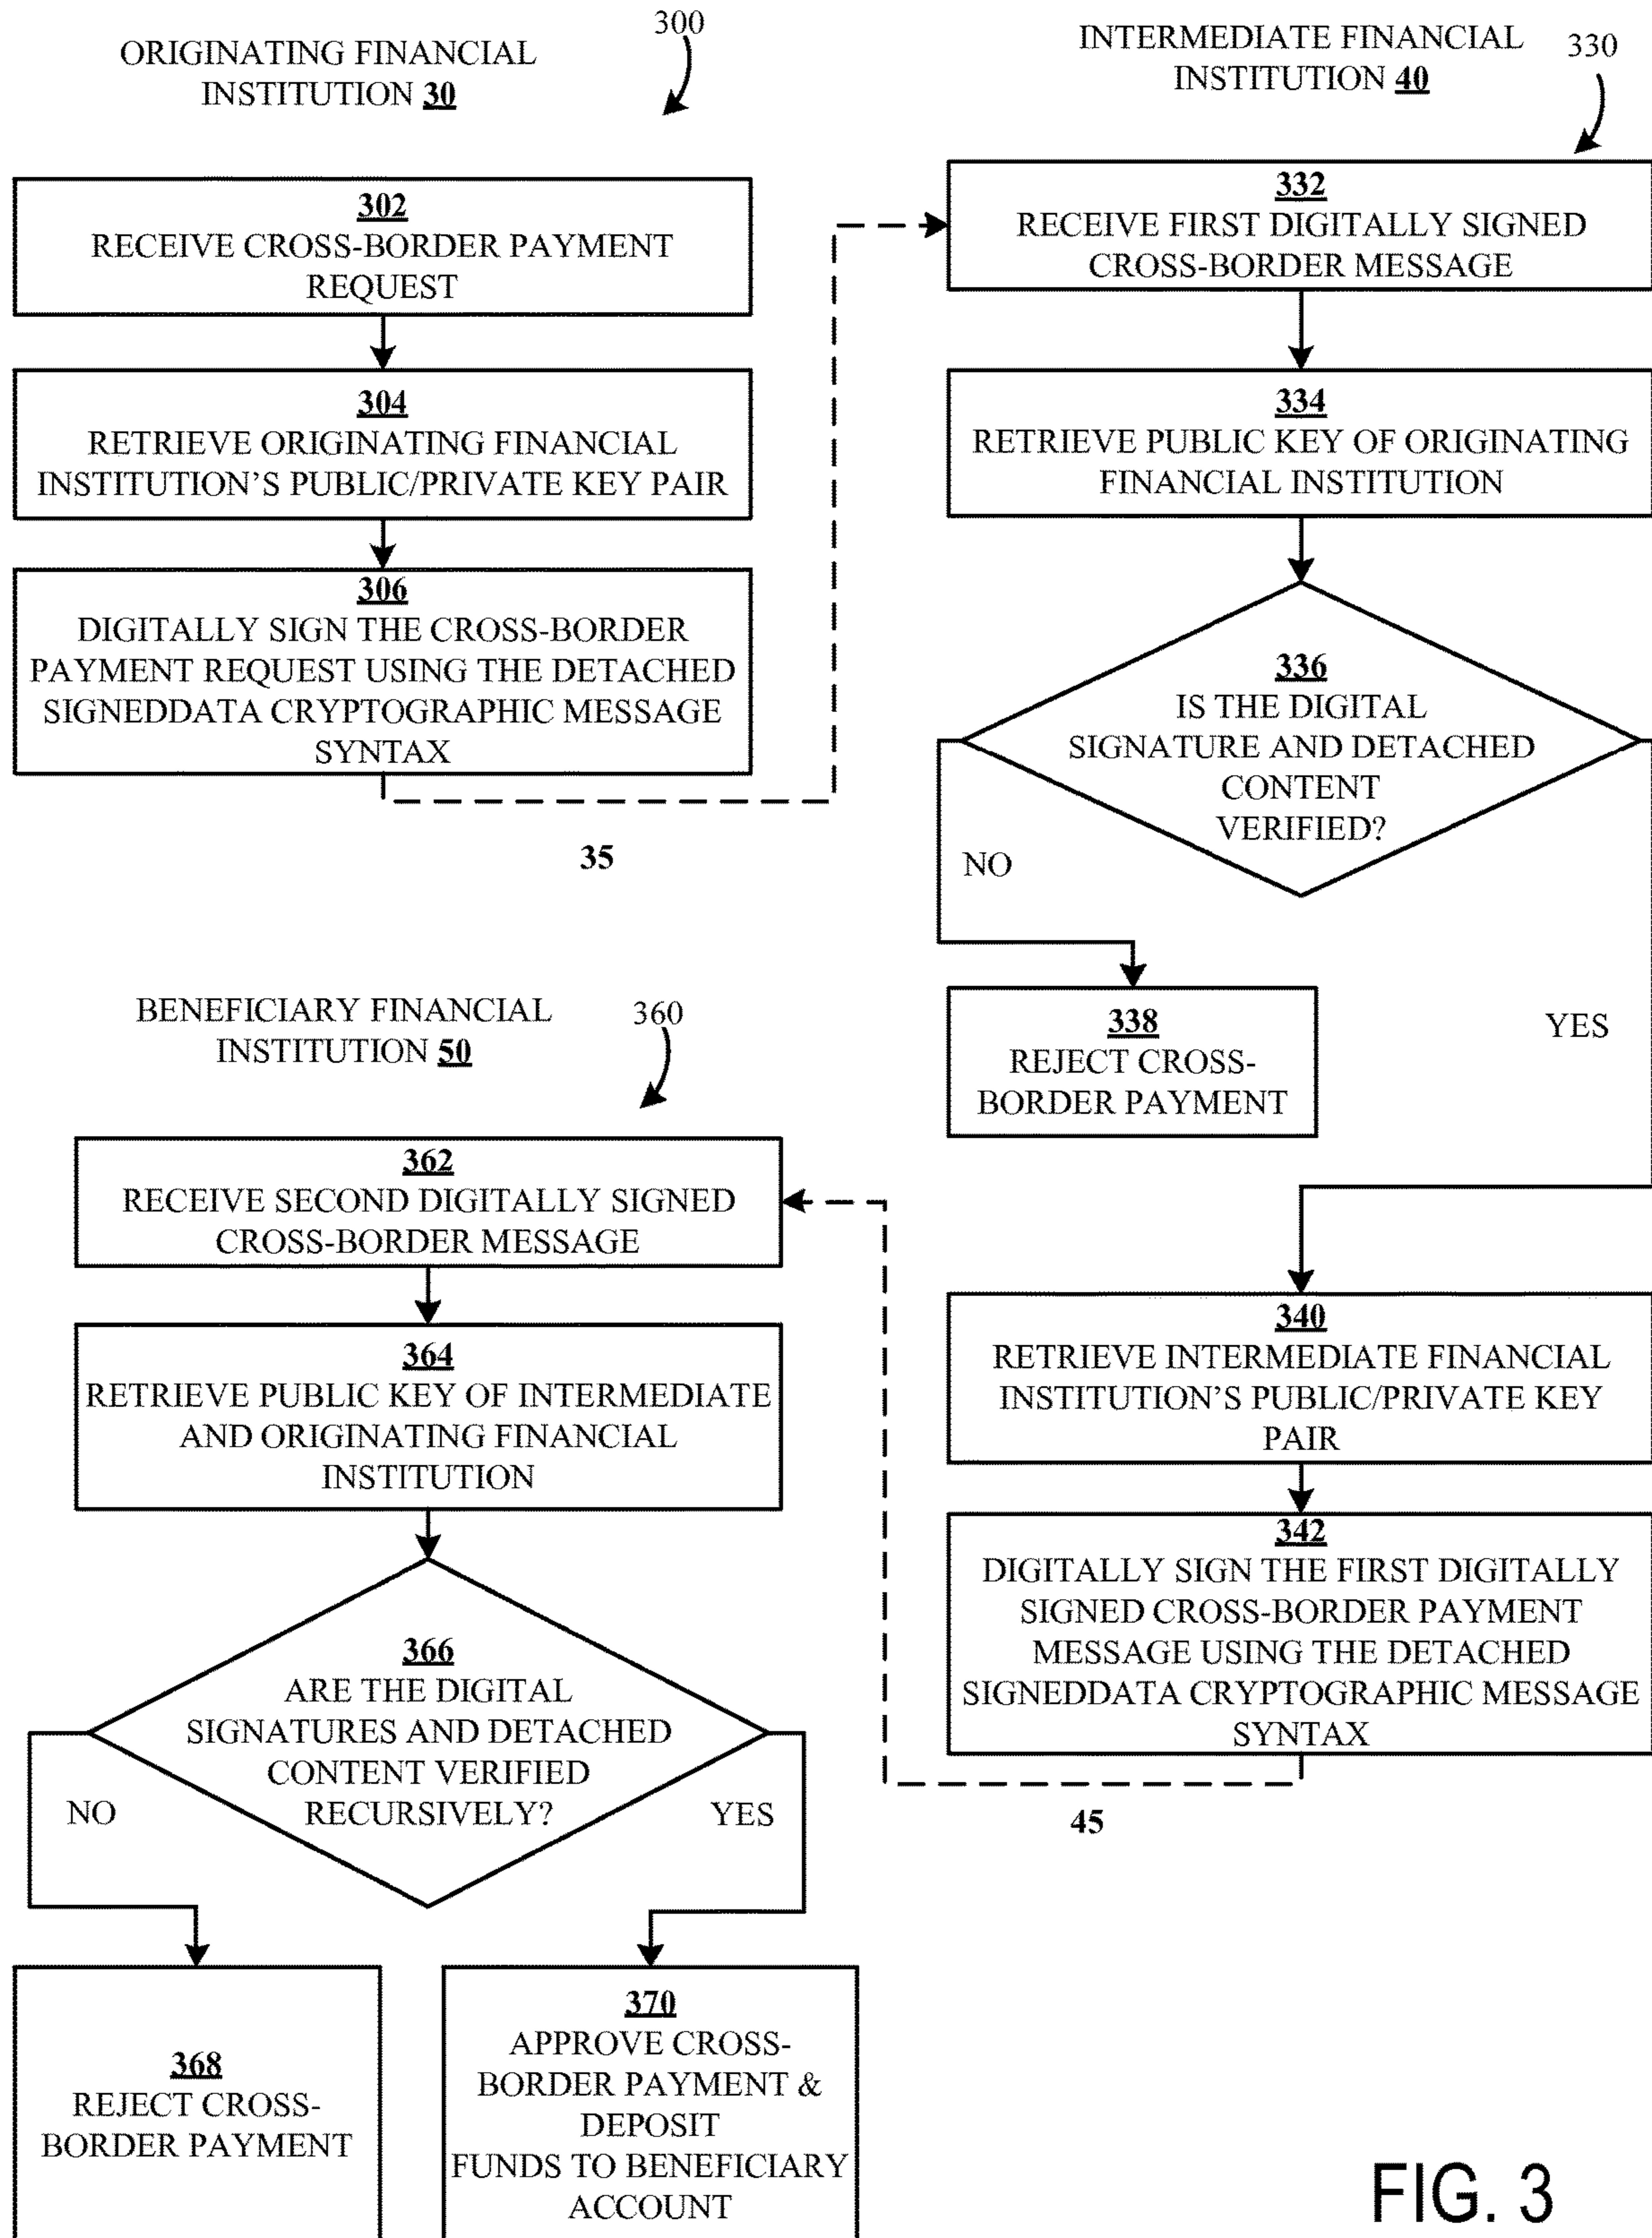 ORIGINATING FINANCIAL
INSTITUTION 30
300
302
RECEIVE CROSS-BORDER PAYMENT
REQUEST
304
RETRIEVE ORIGINATING FINANCIAL
INSTITUTION'S PUBLIC/PRIVATE KEY PAIR
306
DIGITALLY SIGN THE CROSS-BORDER
PAYMENT REQUEST USING THE DETACHED
SIGNEDDATA CRYPTOGRAPHIC MESSAGE
SYNTAX
35
INTERMEDIATE FINANCIAL
INSTITUTION 40
330
332
RECEIVE FIRST DIGITALLY SIGNED
CROSS-BORDER MESSAGE
334
RETRIEVE PUBLIC KEY OF ORIGINATING
FINANCIAL INSTITUTION
336
IS THE DIGITAL
SIGNATURE AND DETACHED
CONTENT
VERIFIED?
NO
YES
338
REJECT CROSS-
BORDER PAYMENT
340
RETRIEVE INTERMEDIATE FINANCIAL
INSTITUTION'S PUBLIC/PRIVATE KEY
PAIR
342
DIGITALLY SIGN THE FIRST DIGITALLY
SIGNED CROSS-BORDER PAYMENT
MESSAGE USING THE DETACHED
SIGNEDDATA CRYPTOGRAPHIC MESSAGE
SYNTAX
45
BENEFICIARY FINANCIAL
INSTITUTION 50
360
362
RECEIVE SECOND DIGITALLY SIGNED
CROSS-BORDER MESSAGE
364
RETRIEVE PUBLIC KEY OF INTERMEDIATE
AND ORIGINATING FINANCIAL
INSTITUTION
366
ARE THE DIGITAL
SIGNATURES AND DETACHED
CONTENT VERIFIED
RECURSIVELY?
NO
YES
368
REJECT CROSS-
BORDER PAYMENT
370
APPROVE CROSS-
BORDER PAYMENT &
DEPOSIT
FUNDS TO BENEFICIARY
ACCOUNT
FIG. 3